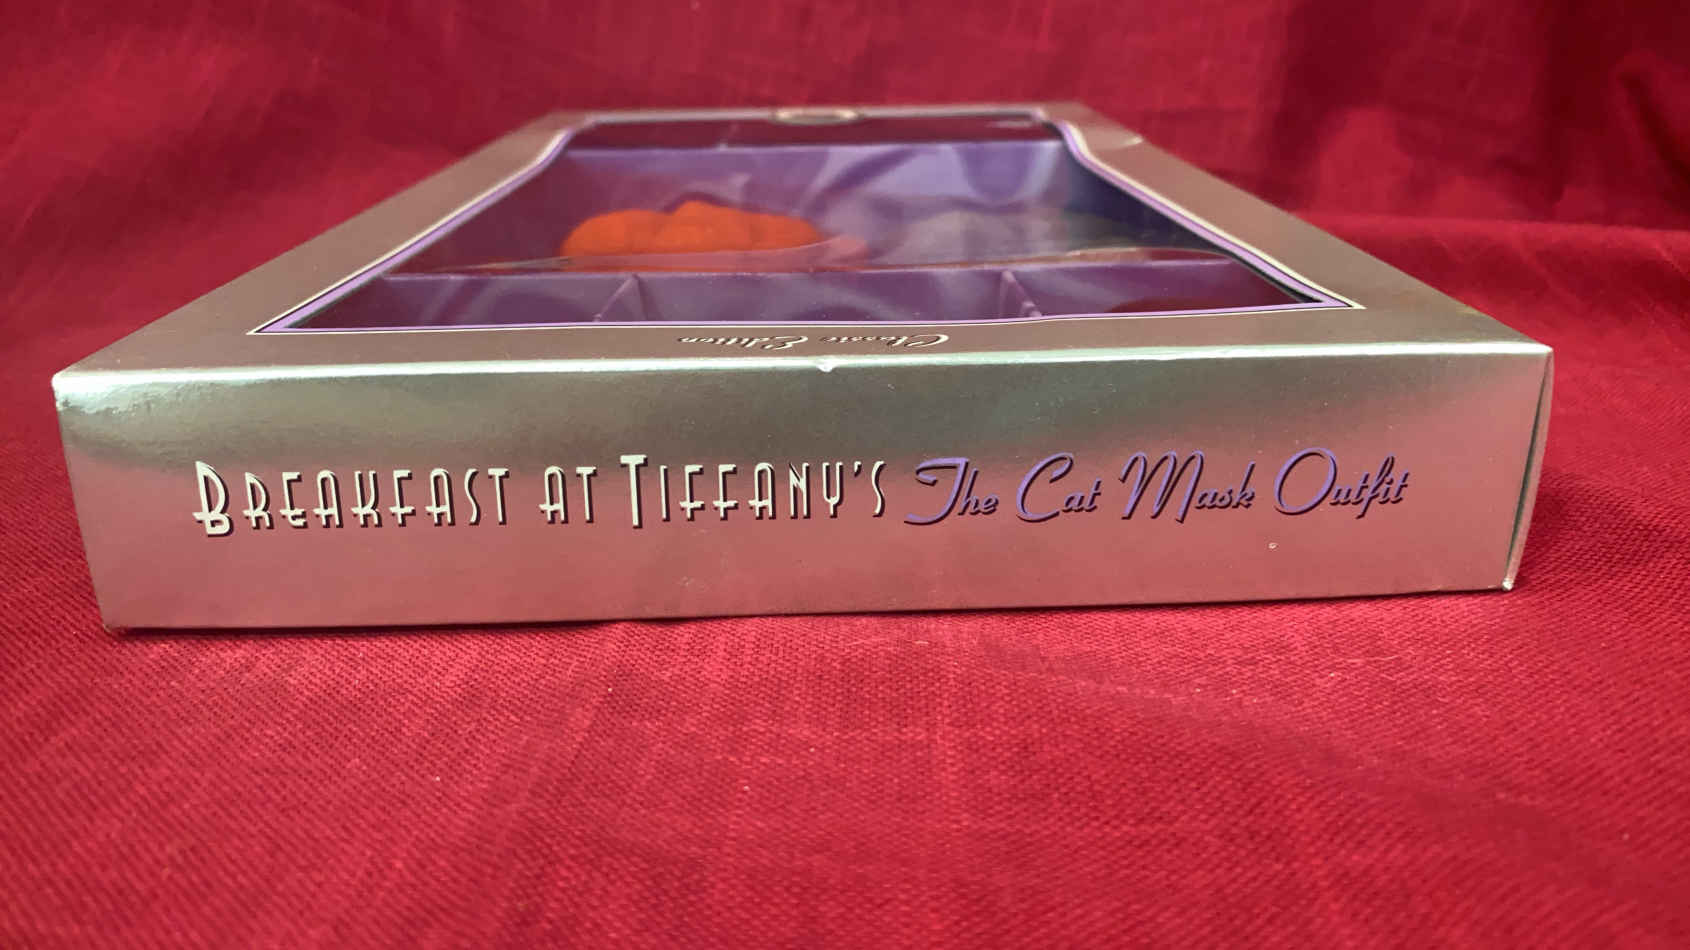 Classic Edition
BREAKFAST AT TIFFANY'S The Cat Mask Outfit